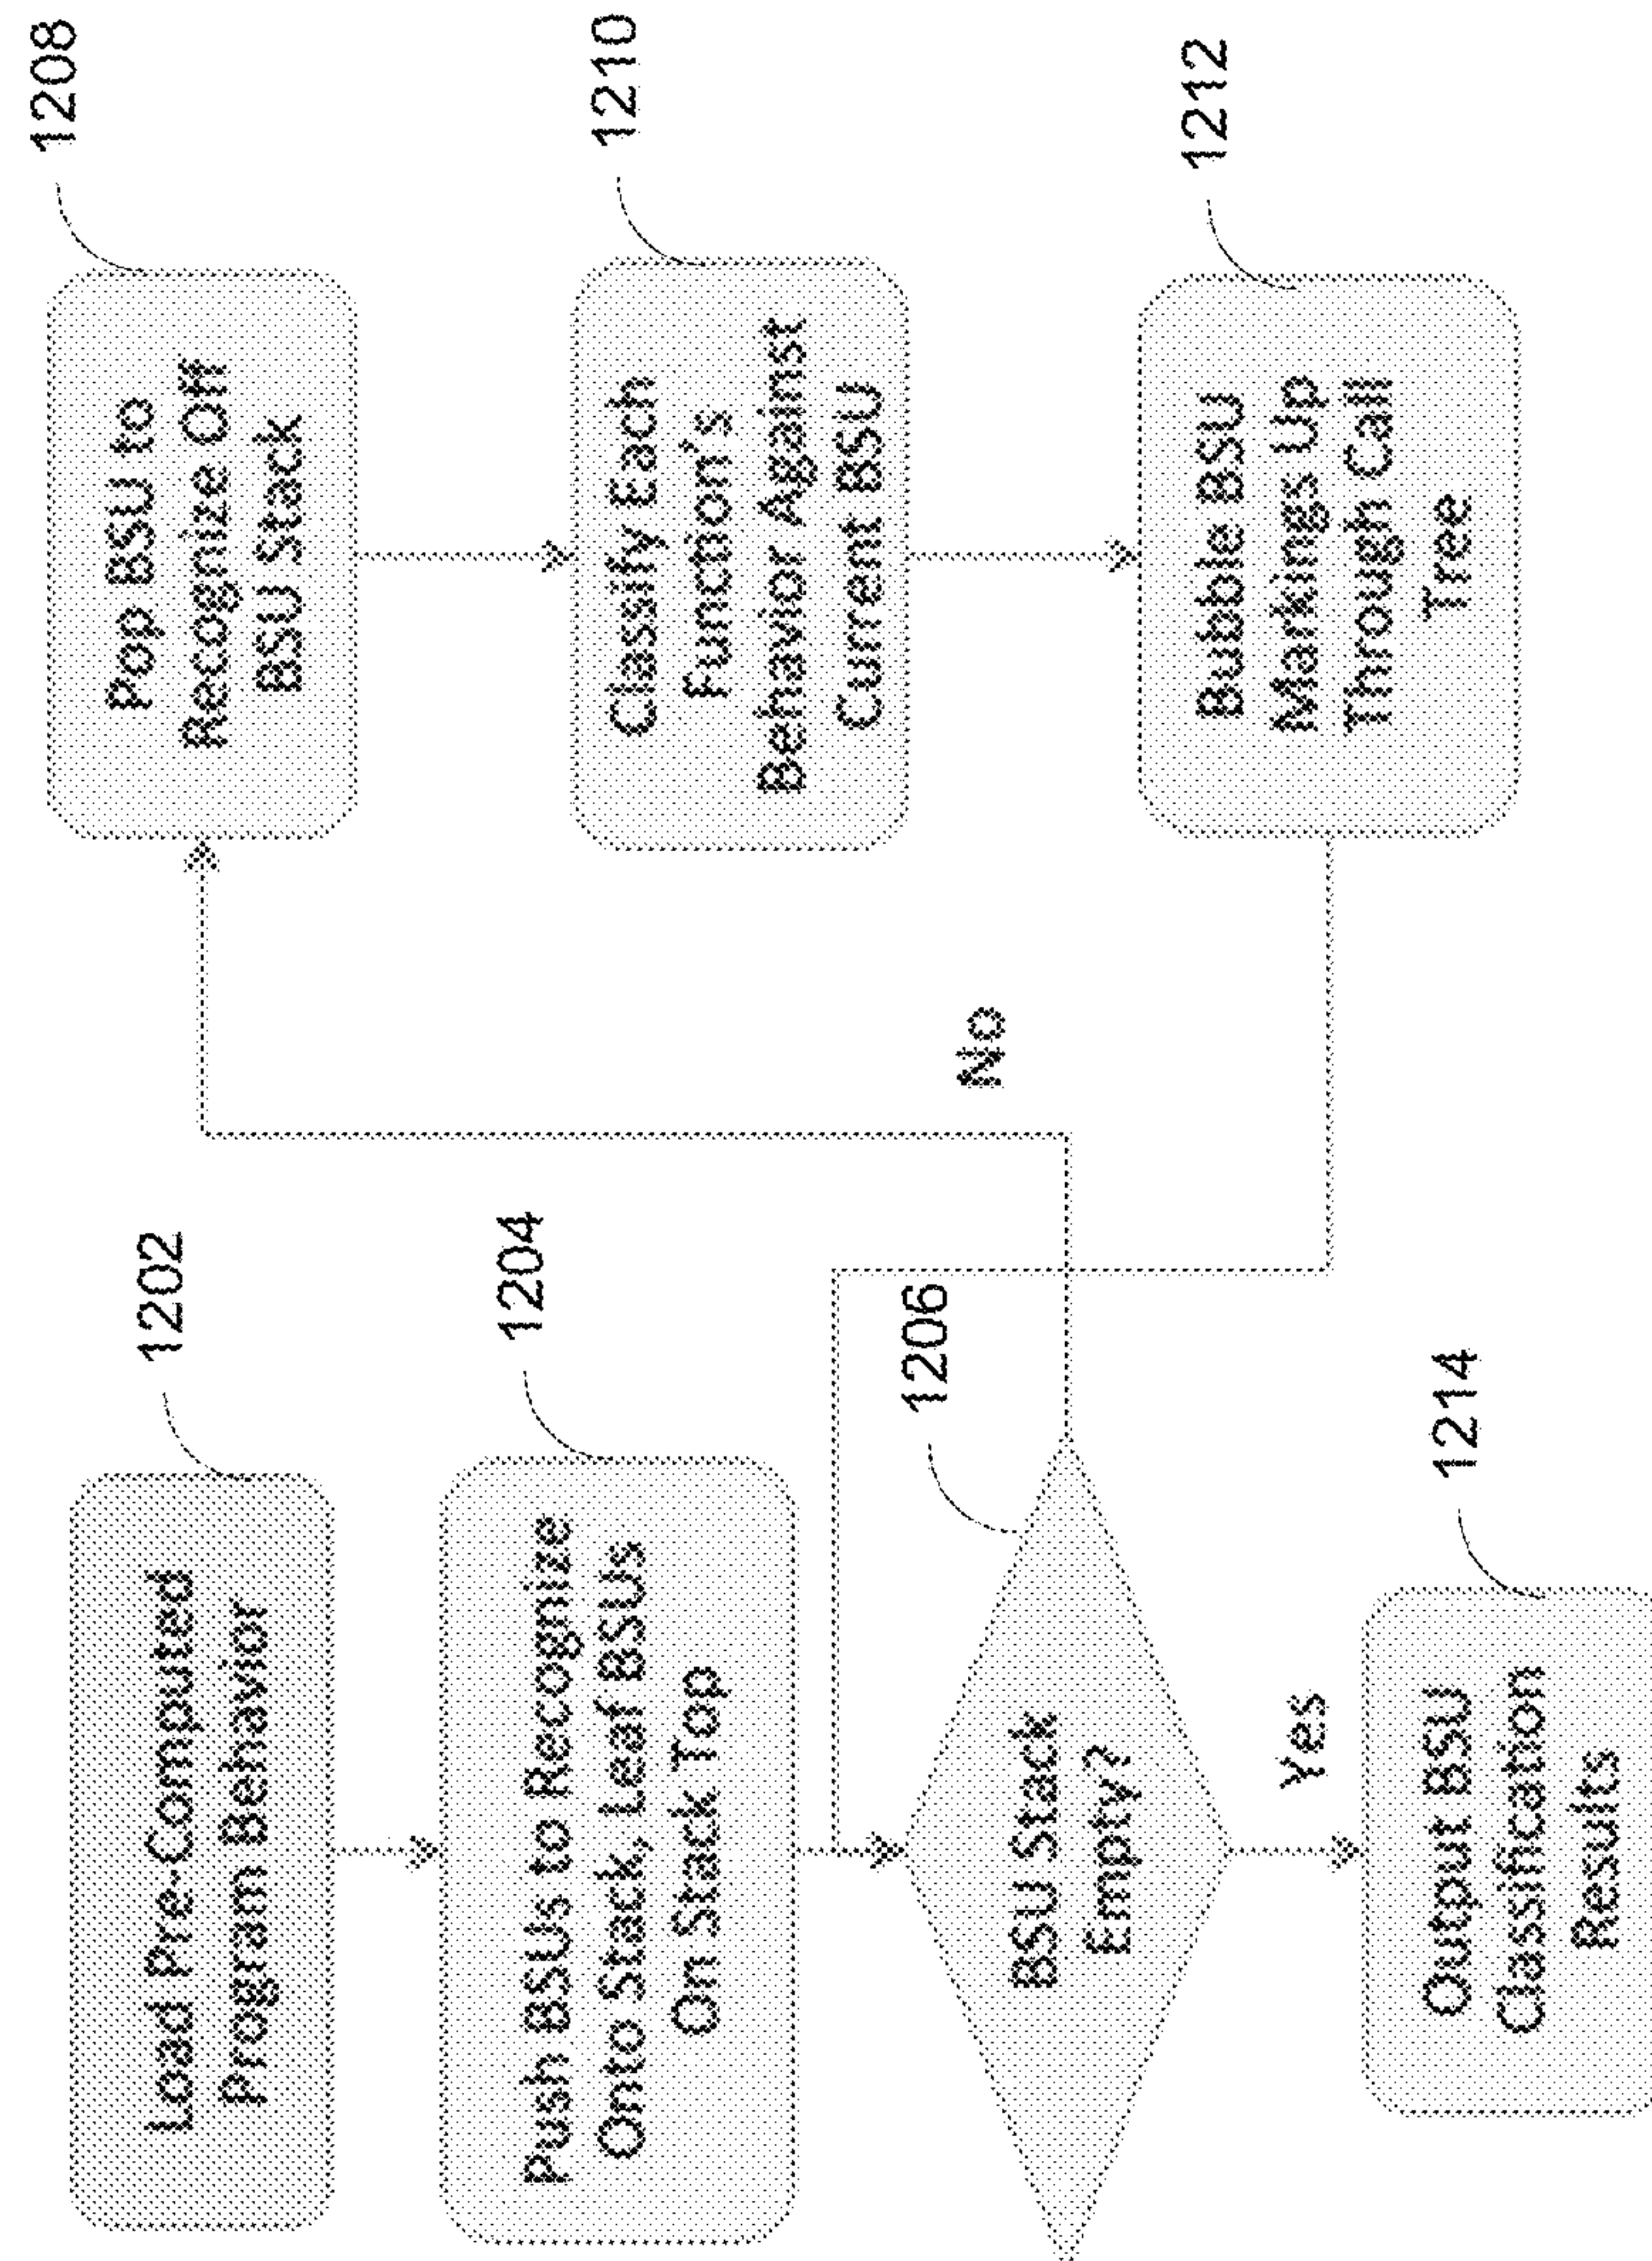 1202
Load Pre-Computed
Program Behavior
1204
Push BSUs to Recognize
Onto Stack, Leaf BSUs
On Stack Top
1206
BSU Stack
Empty?
No
Yes
1208
Pop BSU to
Recognize Off
BSU Stack
1210
Classify Each
Function's
Behavior Against
Current BSU
1212
Bubble BSU
Markings Up
Through Call
Tree
1214
Output BSU
Classification
Results